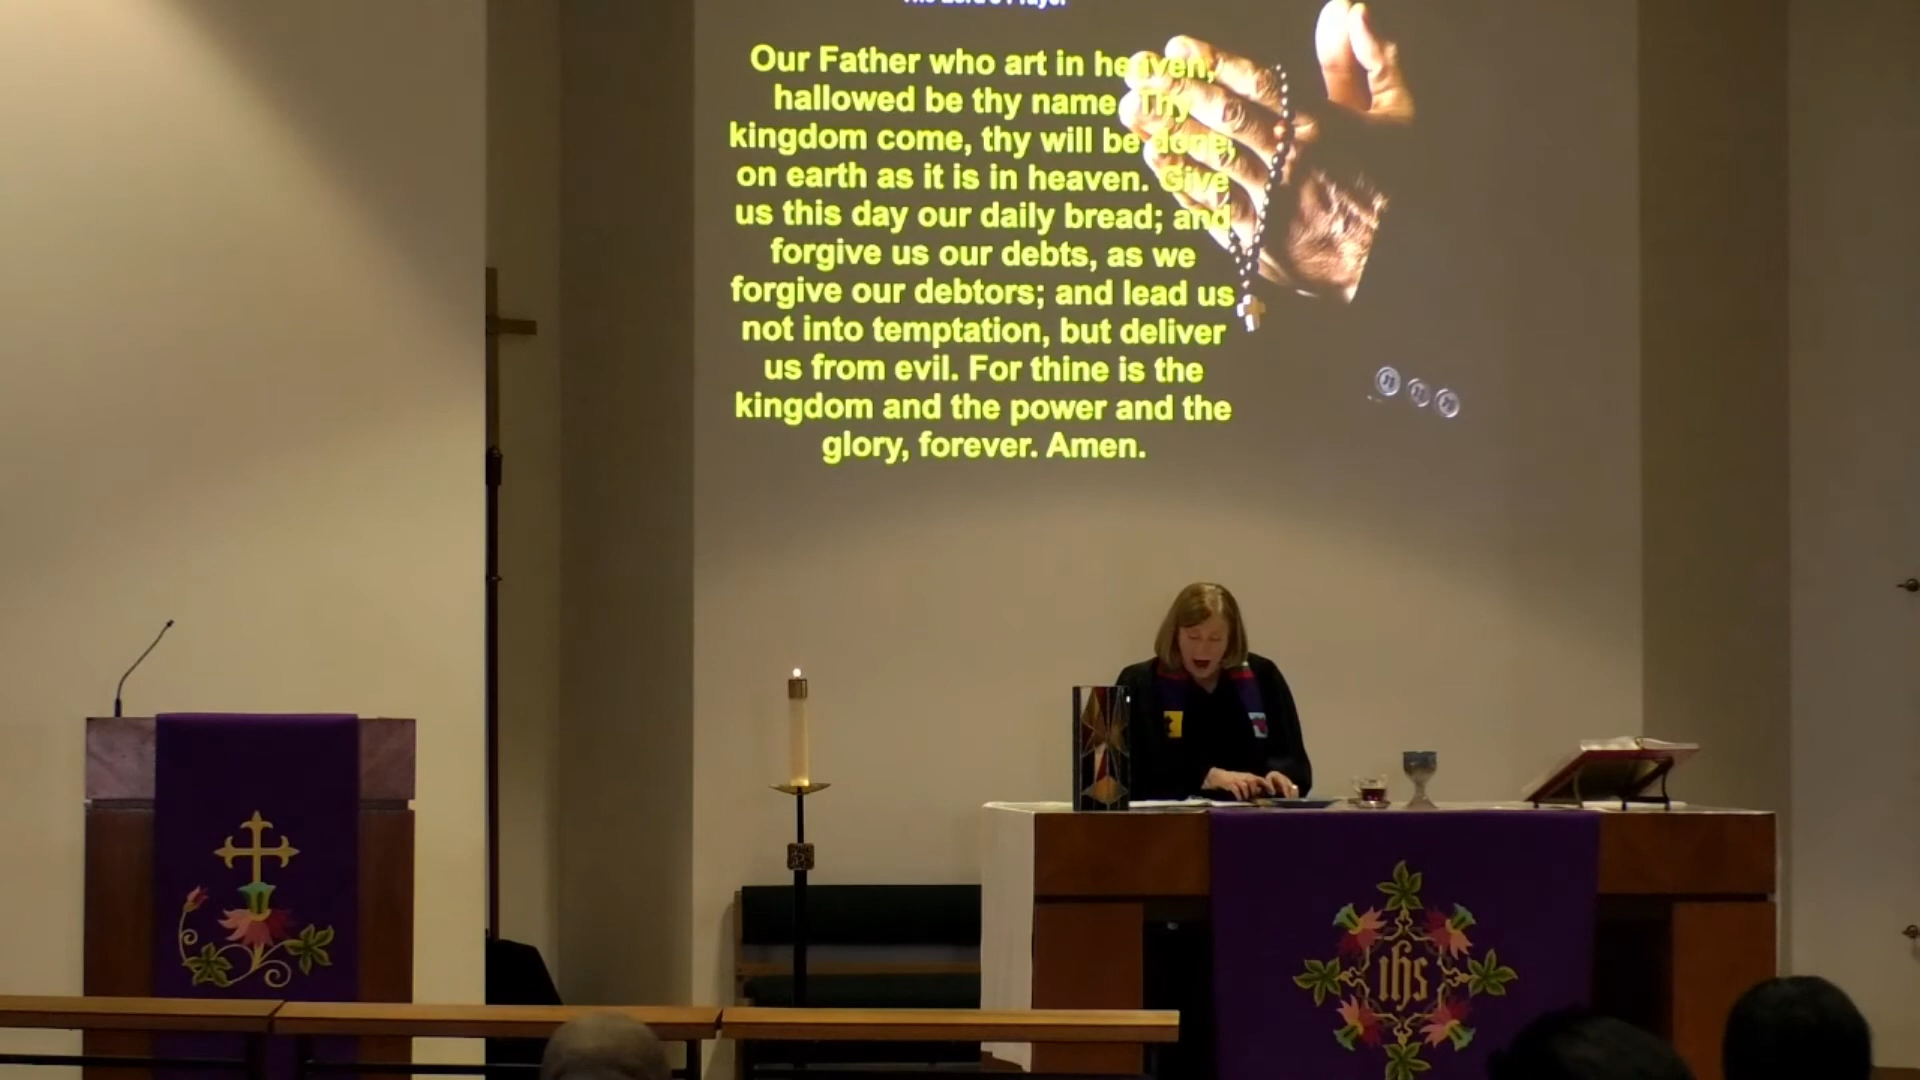 The Lord's Prayer
Our Father who art in heaven,
hallowed be thy name. Thy
kingdom come, thy will be done,
on earth as it is in heaven. Give
us this day our daily bread; and
forgive us our debts, as we
forgive our debtors; and lead us
not into temptation, but deliver
us from evil. For thine is the
kingdom and the power and the
glory, forever. Amen.
ihs